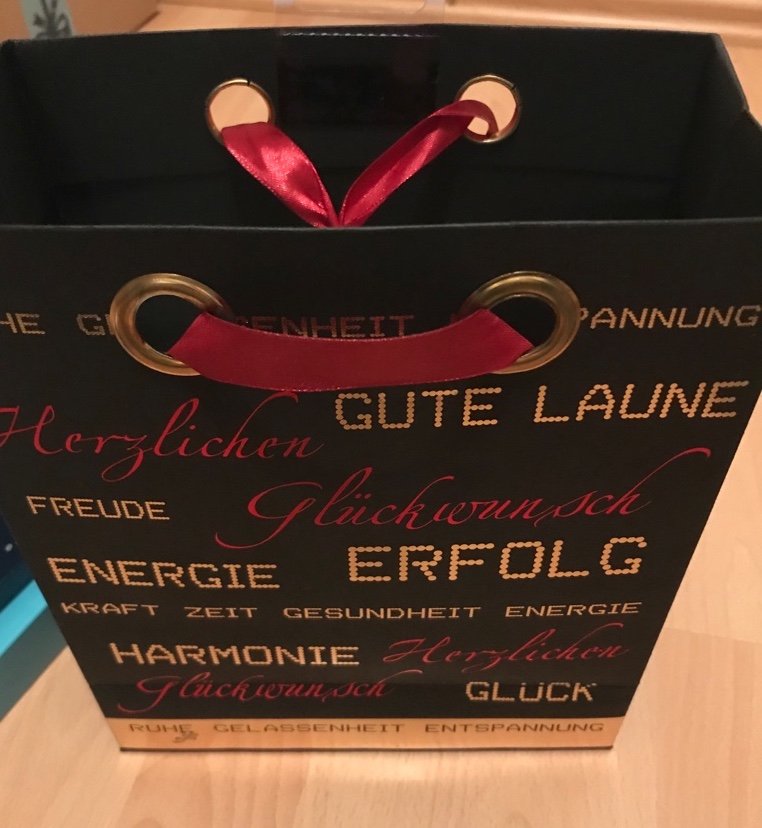 GUTE LAUNE
Herzlichen
FREUDE Glückwunsch
ENERGIE ERFOLG
KRAFT ZEIT GESUNDHEIT ENERGIE
HARMONIE Herzlichen
Glückwunsch GLÜCK
RUHE GELASSENHEIT ENTSPANNUNG